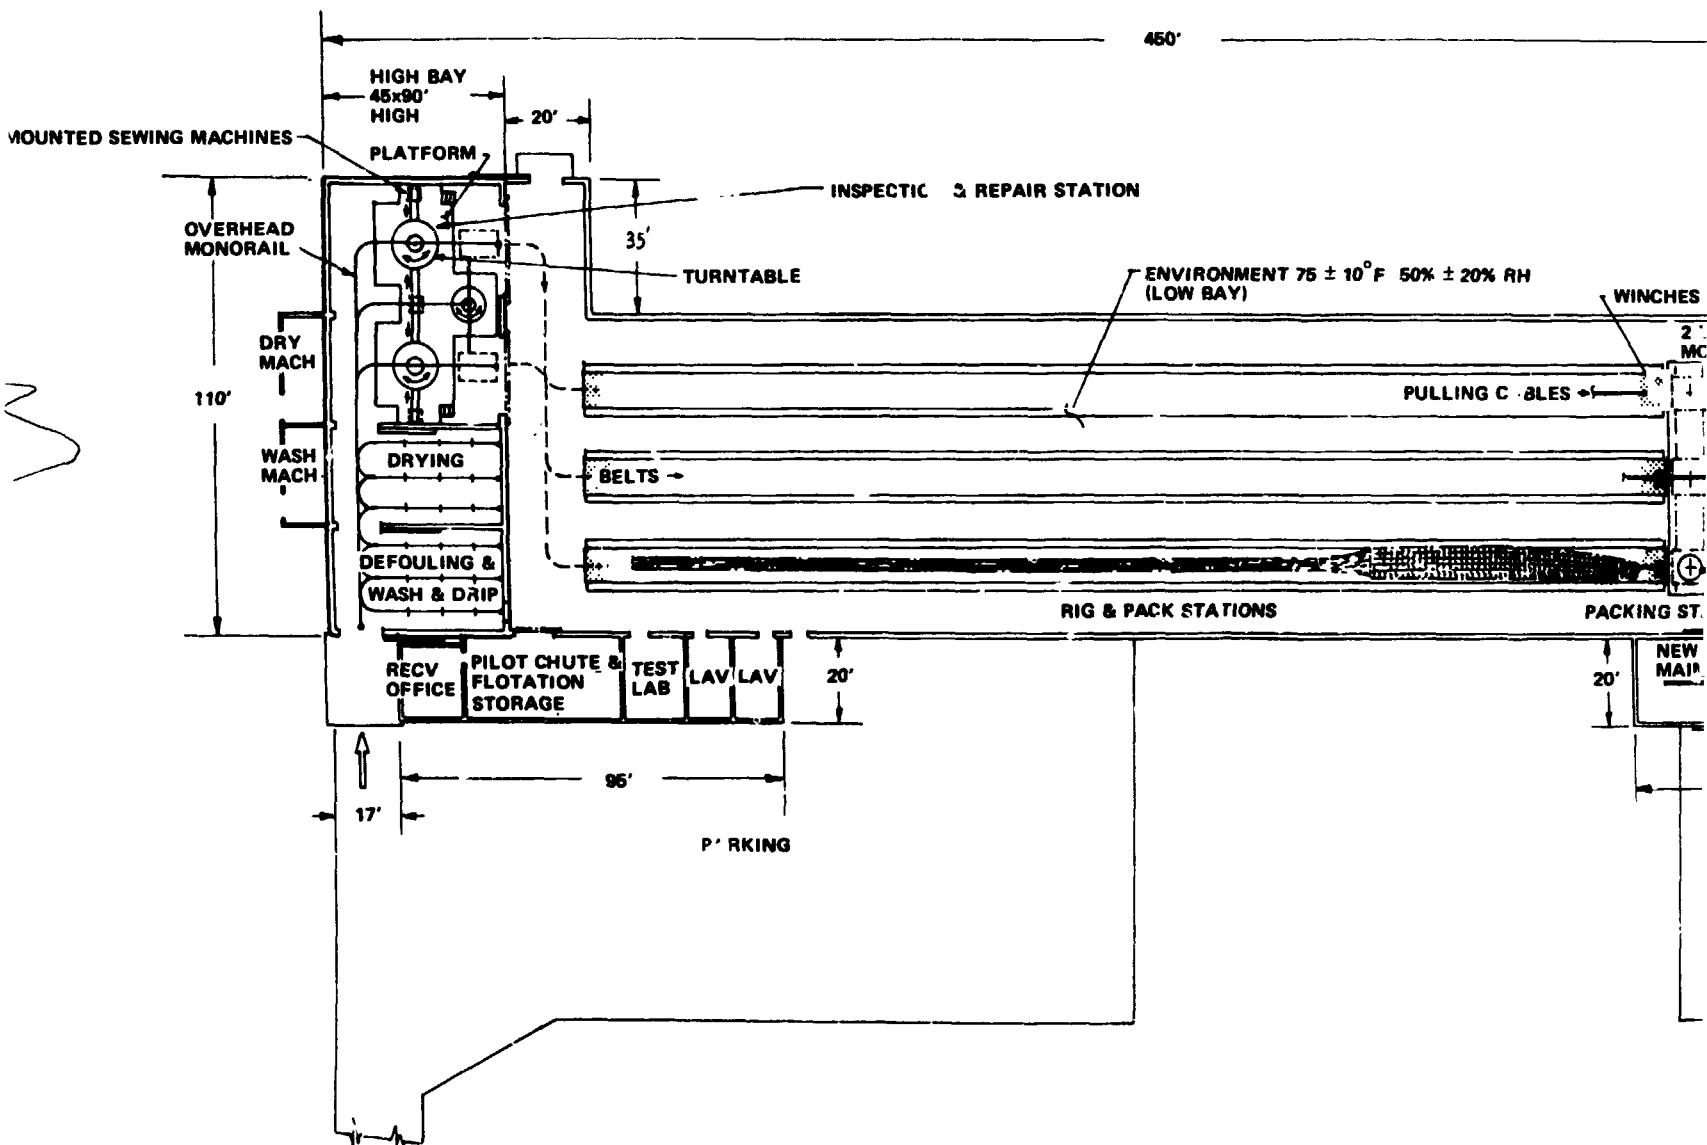 450'
HIGH BAY
45x90'
HIGH
20'
MOUNTED SEWING MACHINES
PLATFORM
INSPECTIC & REPAIR STATION
OVERHEAD
MONORAIL
35'
TURNTABLE
ENVIRONMENT 75 ± 10°F 50% ± 20% RH
(LOW BAY)
WINCHES
DRY
MACH
2
MO
110'
PULLING C BLES
WASH
MACH
DRYING
BELTS
DEFOULING &
WASH & DRIP
RIG & PACK STATIONS
PACKING ST
RECV
OFFICE
PILOT CHUTE &
FLOTATION
STORAGE
TEST
LAB
LAV
LAV
20'
20'
NEW
MAIN
95'
17'
P RKING